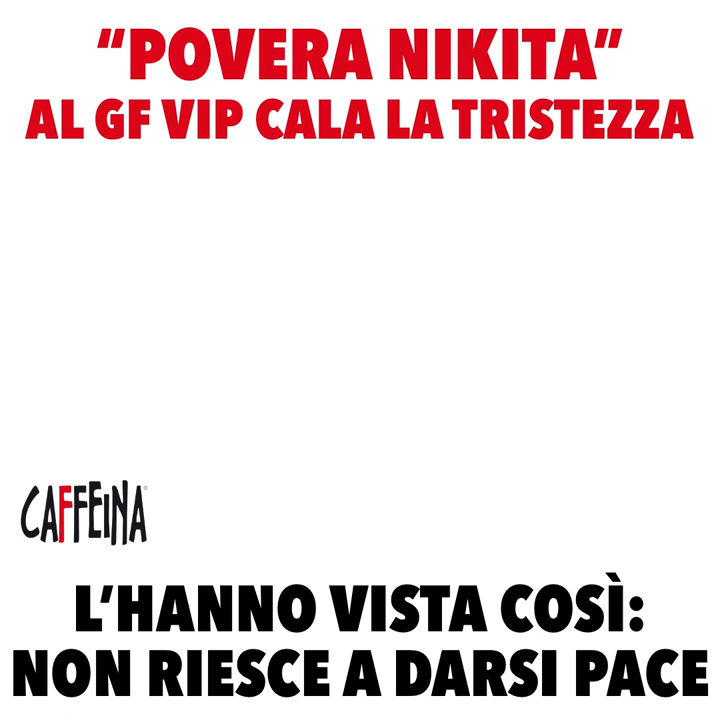 “POVERA NIKITA”
AL GF VIP CALA LA TRISTEZZA
CAFFEINA®
L’HANNO VISTA COSÌ:
NON RIESCE A DARSI PACE